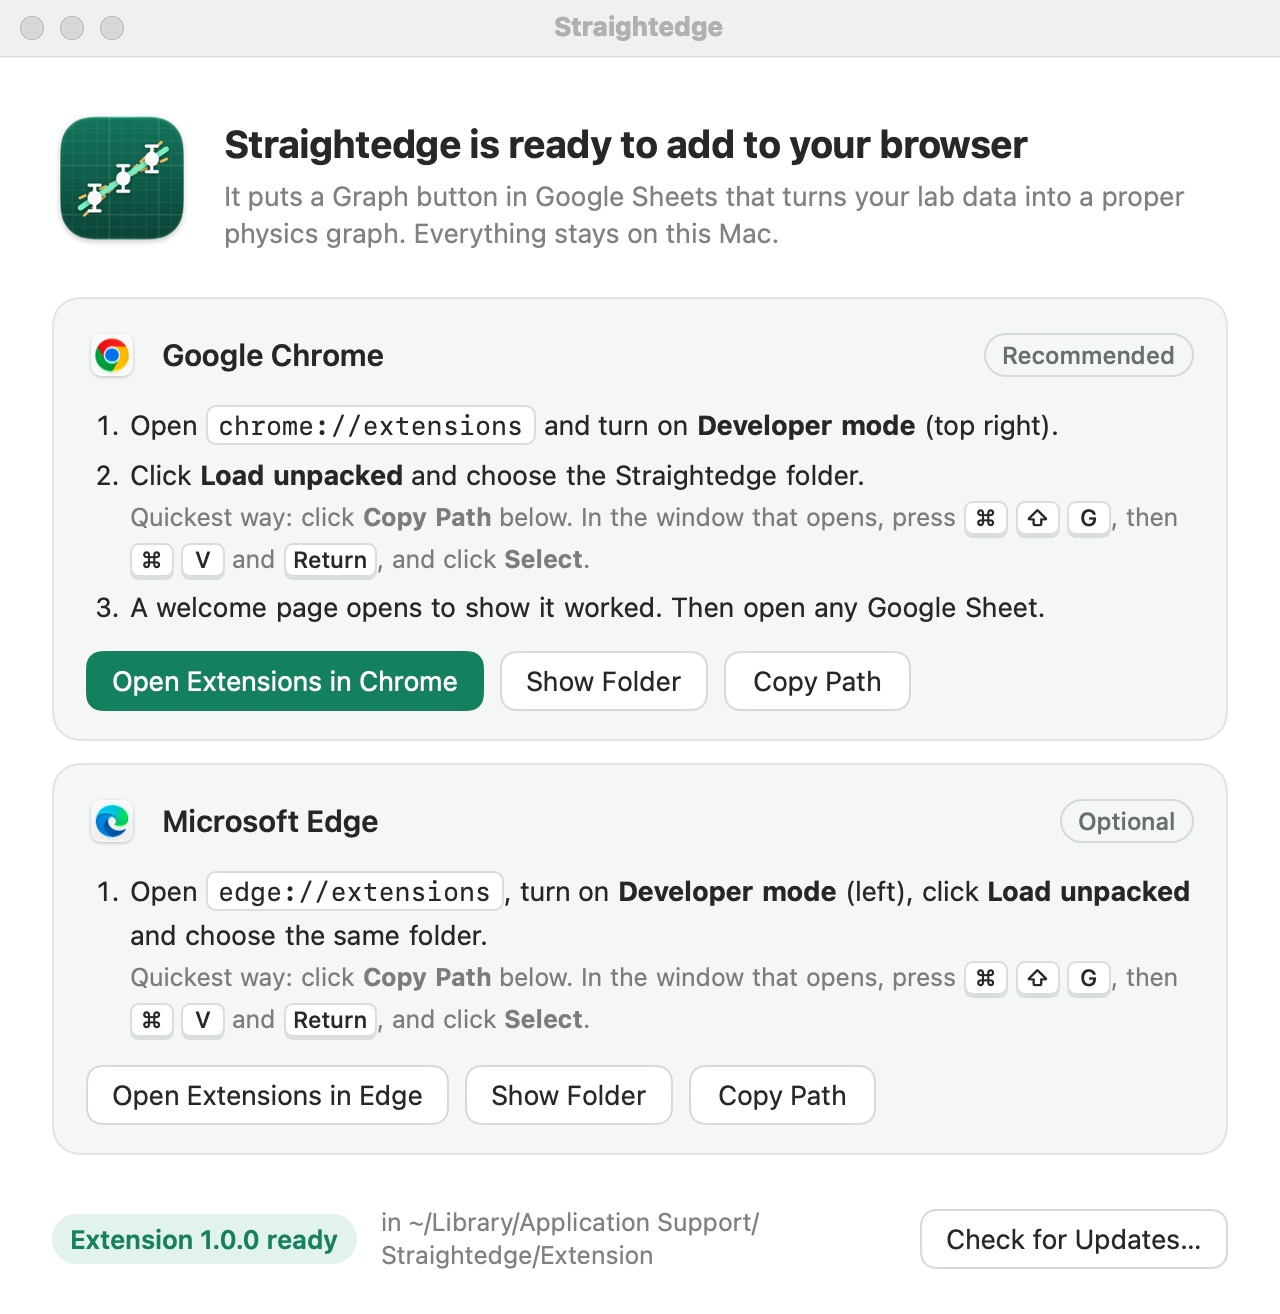 Straightedge
Straightedge is ready to add to your browser
It puts a Graph button in Google Sheets that turns your lab data into a proper
physics graph. Everything stays on this Mac.
Google Chrome
Recommended
1. Open chrome://extensions and turn on Developer mode (top right).
2. Click Load unpacked and choose the Straightedge folder.
Quickest way: click Copy Path below. In the window that opens, press ⌘ ⇧ G, then
⌘ V and Return, and click Select.
3. A welcome page opens to show it worked. Then open any Google Sheet.
Open Extensions in Chrome
Show Folder
Copy Path
Microsoft Edge
Optional
1. Open edge://extensions, turn on Developer mode (left), click Load unpacked
and choose the same folder.
Quickest way: click Copy Path below. In the window that opens, press ⌘ ⇧ G, then
⌘ V and Return, and click Select.
Open Extensions in Edge
Show Folder
Copy Path
Extension 1.0.0 ready
in ~/Library/Application Support/
Straightedge/Extension
Check for Updates...